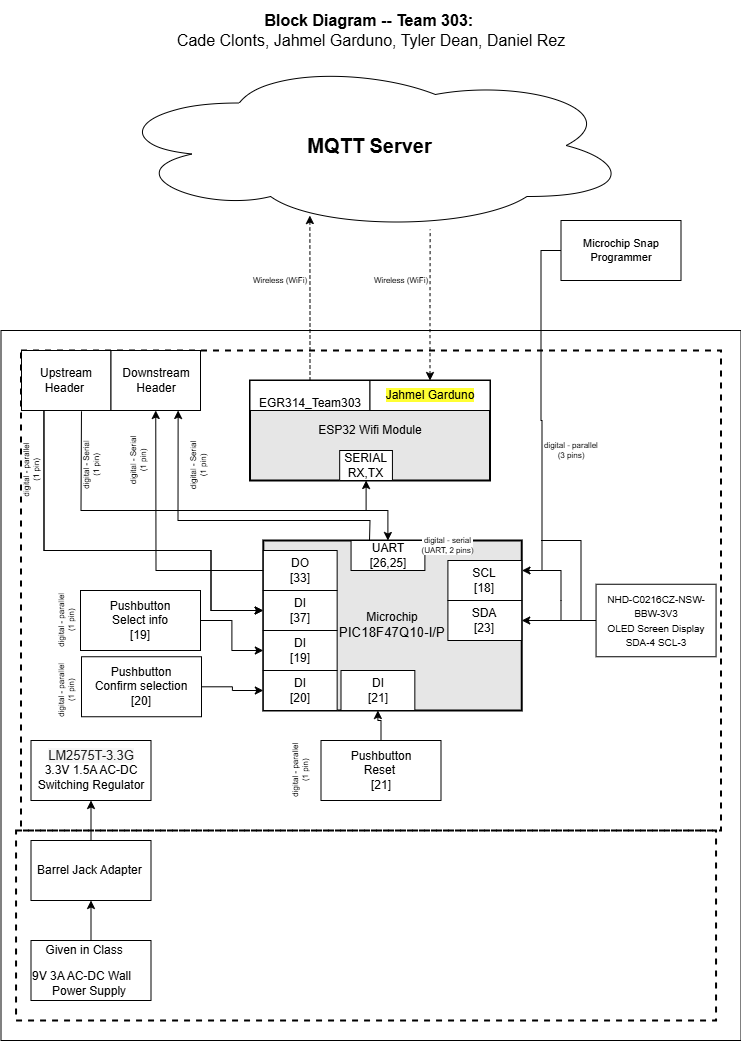 Block Diagram -- Team 303:
Cade Clonts, Jahmel Garduno, Tyler Dean, Daniel Rez
MQTT Server
Microchip Snap
Programmer
Wireless (WiFi)
Wireless (WiFi)
Upstream
Header
Downstream
Header
EGR314_Team303
Jahmel Garduno
ESP32 Wifi Module
SERIAL
RX,TX
digital - parallel
(1 pin)
digital - Serial
(1 pin)
digital - Serial
(1 pin)
digital - Serial
(1 pin)
digital - parallel
(3 pins)
digital - serial
(UART, 2 pins)
UART
[26,25]
DO
[33]
DI
[37]
DI
[19]
DI
[20]
DI
[21]
SCL
[18]
SDA
[23]
Microchip
PIC18F47Q10-I/P
NHD-C0216CZ-NSW-
BBW-3V3
OLED Screen Display
SDA-4 SCL-3
digital - parallel
(1 pin)
Pushbutton
Select info
[19]
digital - parallel
(1 pin)
Pushbutton
Confirm selection
[20]
digital - parallel
(1 pin)
Pushbutton
Reset
[21]
LM2575T-3.3G
3.3V 1.5A AC-DC
Switching Regulator
Barrel Jack Adapter
Given in Class
9V 3A AC-DC Wall
Power Supply